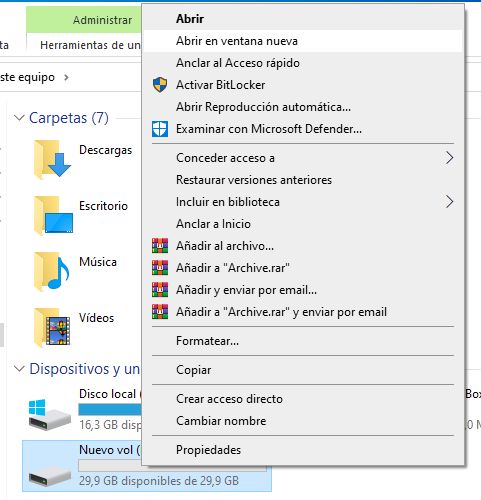 Administrar
Herramientas de un
ste equipo
Carpetas (7)
Descargas
Escritorio
Música
Vídeos
Dispositivos y un
Disco local (
16,3 GB disp
Nuevo vol (
29,9 GB disponibles de 29,9 GB
Abrir
Abrir en ventana nueva
Anclar al Acceso rápido
Activar BitLocker
Abrir Reproducción automática...
Examinar con Microsoft Defender...
Conceder acceso a
Restaurar versiones anteriores
Incluir en biblioteca
Anclar a Inicio
Añadir al archivo...
Añadir a "Archive.rar"
Añadir y enviar por email...
Añadir a "Archive.rar" y enviar por email
Formatear...
Copiar
Crear acceso directo
Cambiar nombre
Propiedades
Box